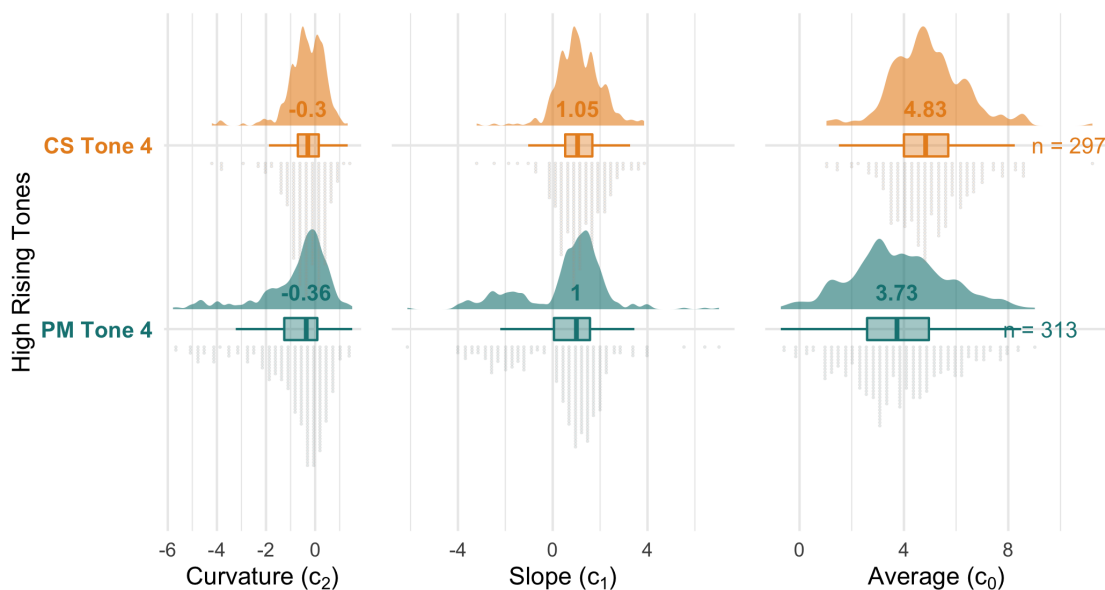 High Rising Tones
CS Tone 4
-0.3
1.05
4.83
n = 297
PM Tone 4
-0.36
1
3.73
n = 313
-6 -4 -2 0
-4 0 4
0 4 8
Curvature (c₂)
Slope (c₁)
Average (c₀)